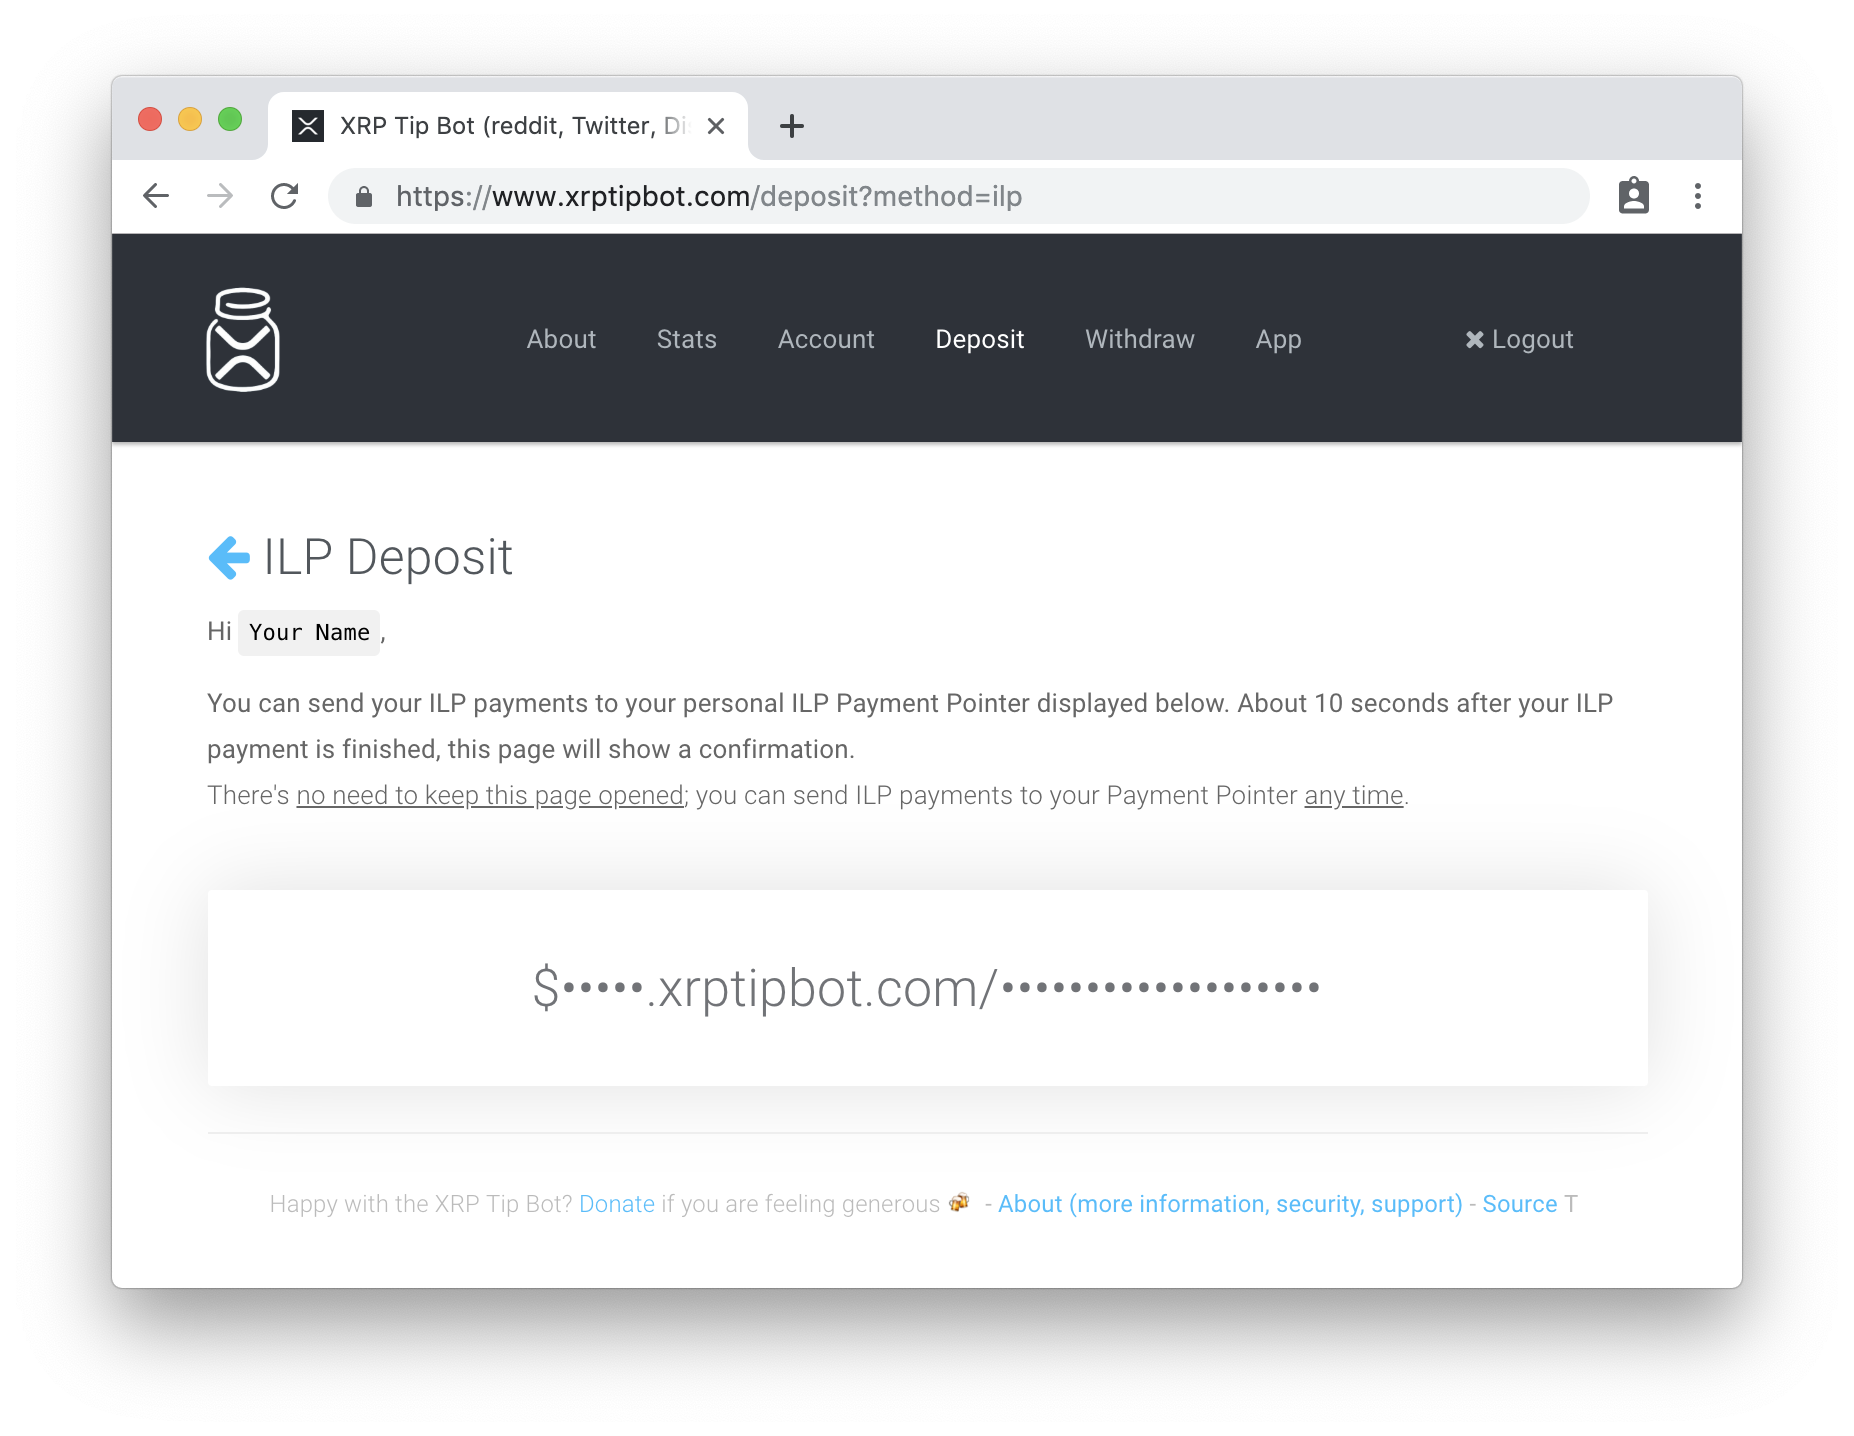 XRP Tip Bot (reddit, Twitter, Dis
https://www.xrptipbot.com/deposit?method=ilp
About Stats Account Deposit Withdraw App ✖ Logout
ILP Deposit
Hi Your Name,
You can send your ILP payments to your personal ILP Payment Pointer displayed below. About 10 seconds after your ILP
payment is finished, this page will show a confirmation.
There's no need to keep this page opened; you can send ILP payments to your Payment Pointer any time.
$•••••.xrptipbot.com/•••••••••••••••••••
Happy with the XRP Tip Bot? Donate if you are feeling generous 🍻 - About (more information, security, support) - Source T